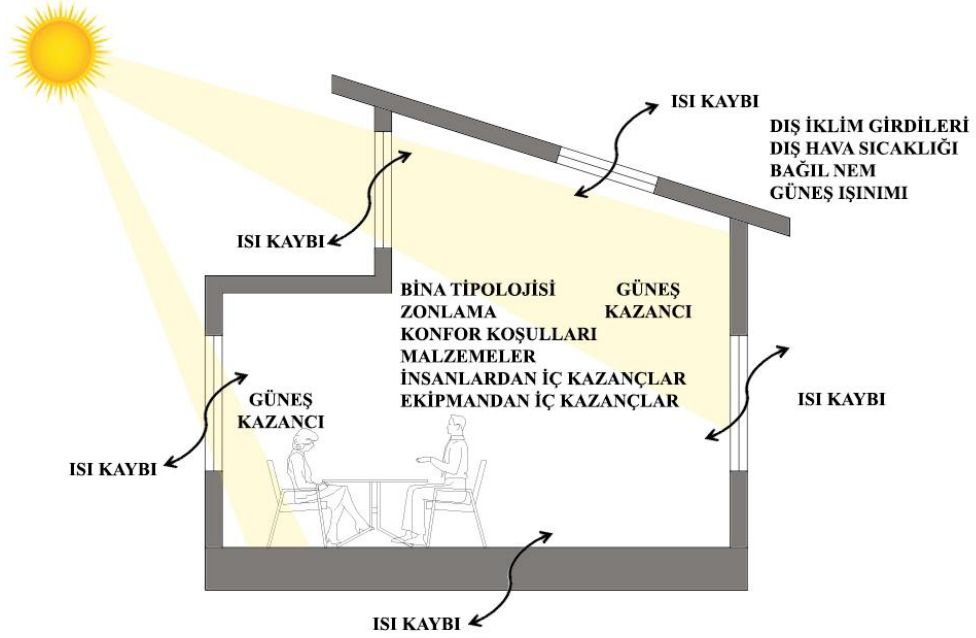 ISI KAYBI
DIŞ İKLİM GİRDİLERİ
DIŞ HAVA SICAKLIĞI
BAĞIL NEM
GÜNEŞ IŞINIMI
ISI KAYBI
BİNA TİPOLOJİSİ
ZONLAMA
KONFOR KOŞULLARI
MALZEMELER
İNSANLARDAN İÇ KAZANÇLAR
EKİPMANDAN İÇ KAZANÇLAR
GÜNEŞ
KAZANCI
GÜNEŞ
KAZANCI
ISI KAYBI
ISI KAYBI
ISI KAYBI